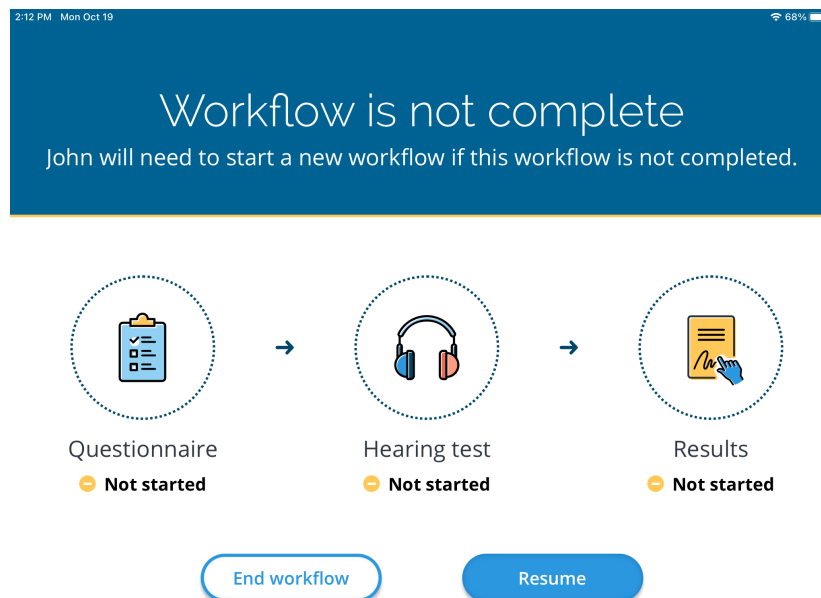 2:12 PM Mon Oct 19 68%
Workflow is not complete
John will need to start a new workflow if this workflow is not completed.
Questionnaire Hearing test Results
Not started Not started Not started
End workflow Resume